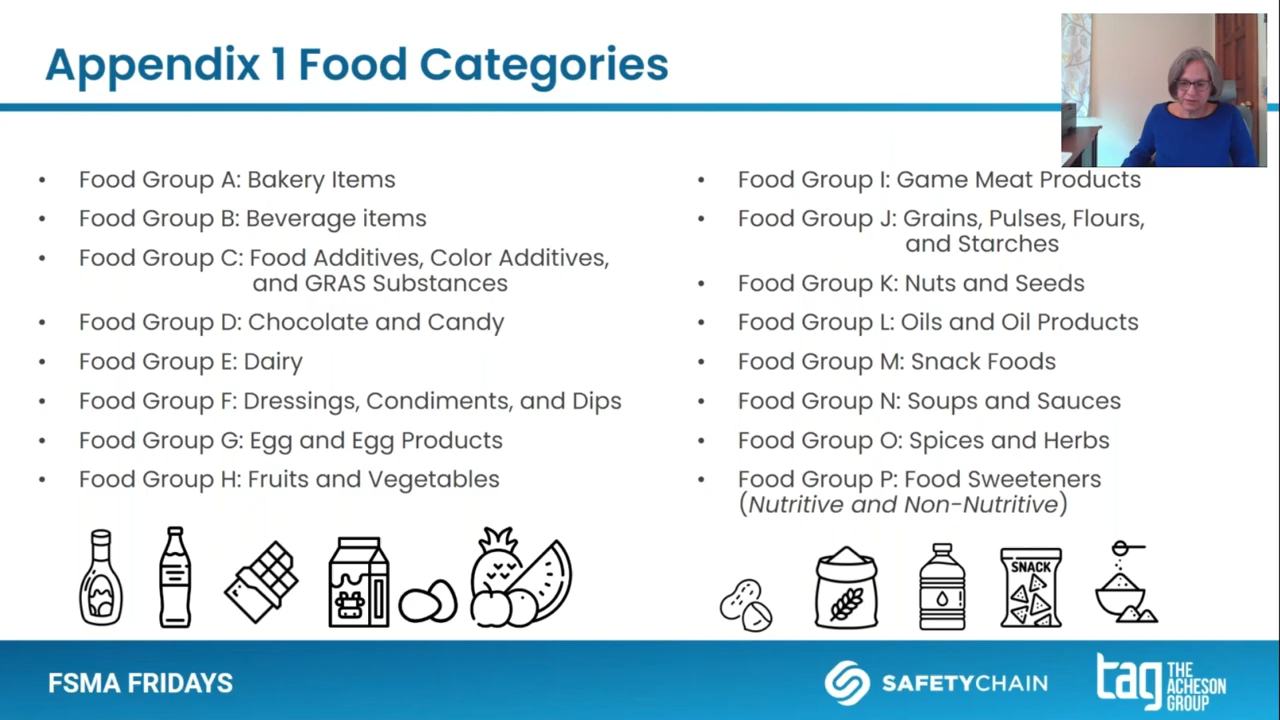 Appendix 1 Food Categories
• Food Group A: Bakery Items
• Food Group B: Beverage items
• Food Group C: Food Additives, Color Additives,
and GRAS Substances
• Food Group D: Chocolate and Candy
• Food Group E: Dairy
• Food Group F: Dressings, Condiments, and Dips
• Food Group G: Egg and Egg Products
• Food Group H: Fruits and Vegetables
• Food Group I: Game Meat Products
• Food Group J: Grains, Pulses, Flours,
and Starches
• Food Group K: Nuts and Seeds
• Food Group L: Oils and Oil Products
• Food Group M: Snack Foods
• Food Group N: Soups and Sauces
• Food Group O: Spices and Herbs
• Food Group P: Food Sweeteners
(Nutritive and Non-Nutritive)
SNACK
FSMA FRIDAYS
SAFETYCHAIN
tag THE
ACHESON
GROUP